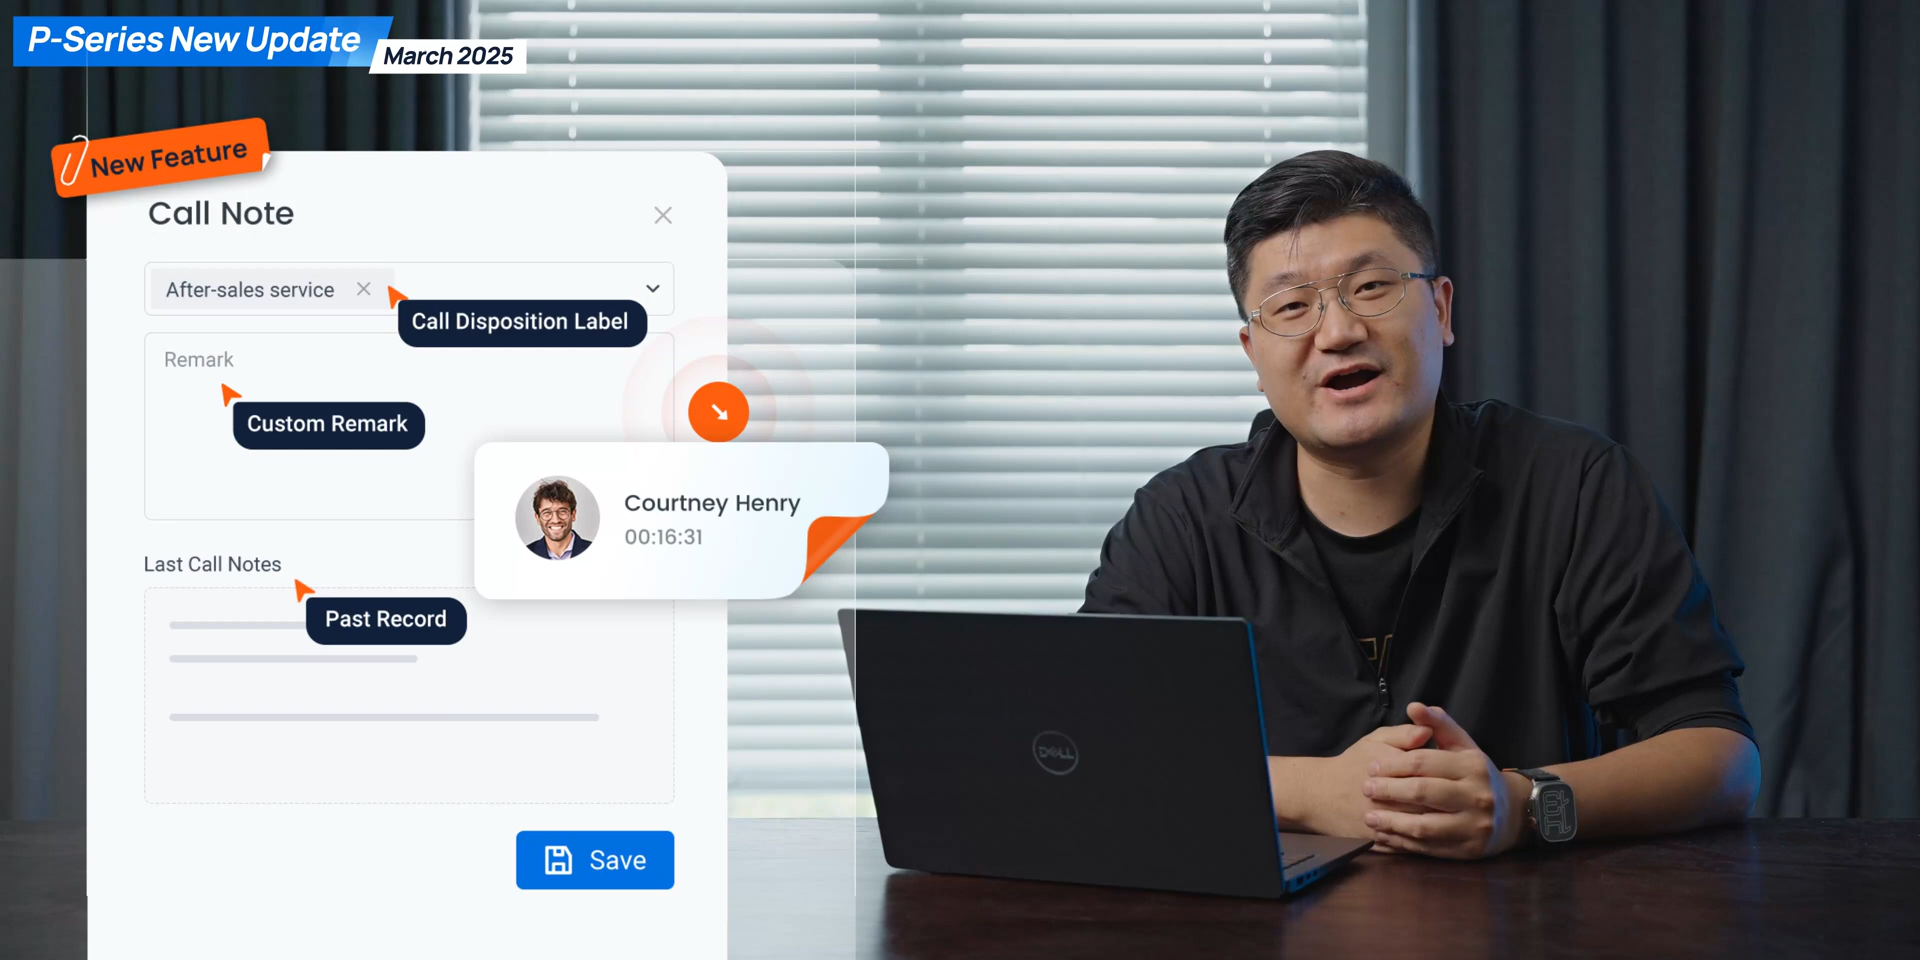 P-Series New Update
March 2025
New Feature
Call Note
After-sales service
Call Disposition Label
Remark
Custom Remark
Courtney Henry
00:16:31
Last Call Notes
Past Record
Save
DELL